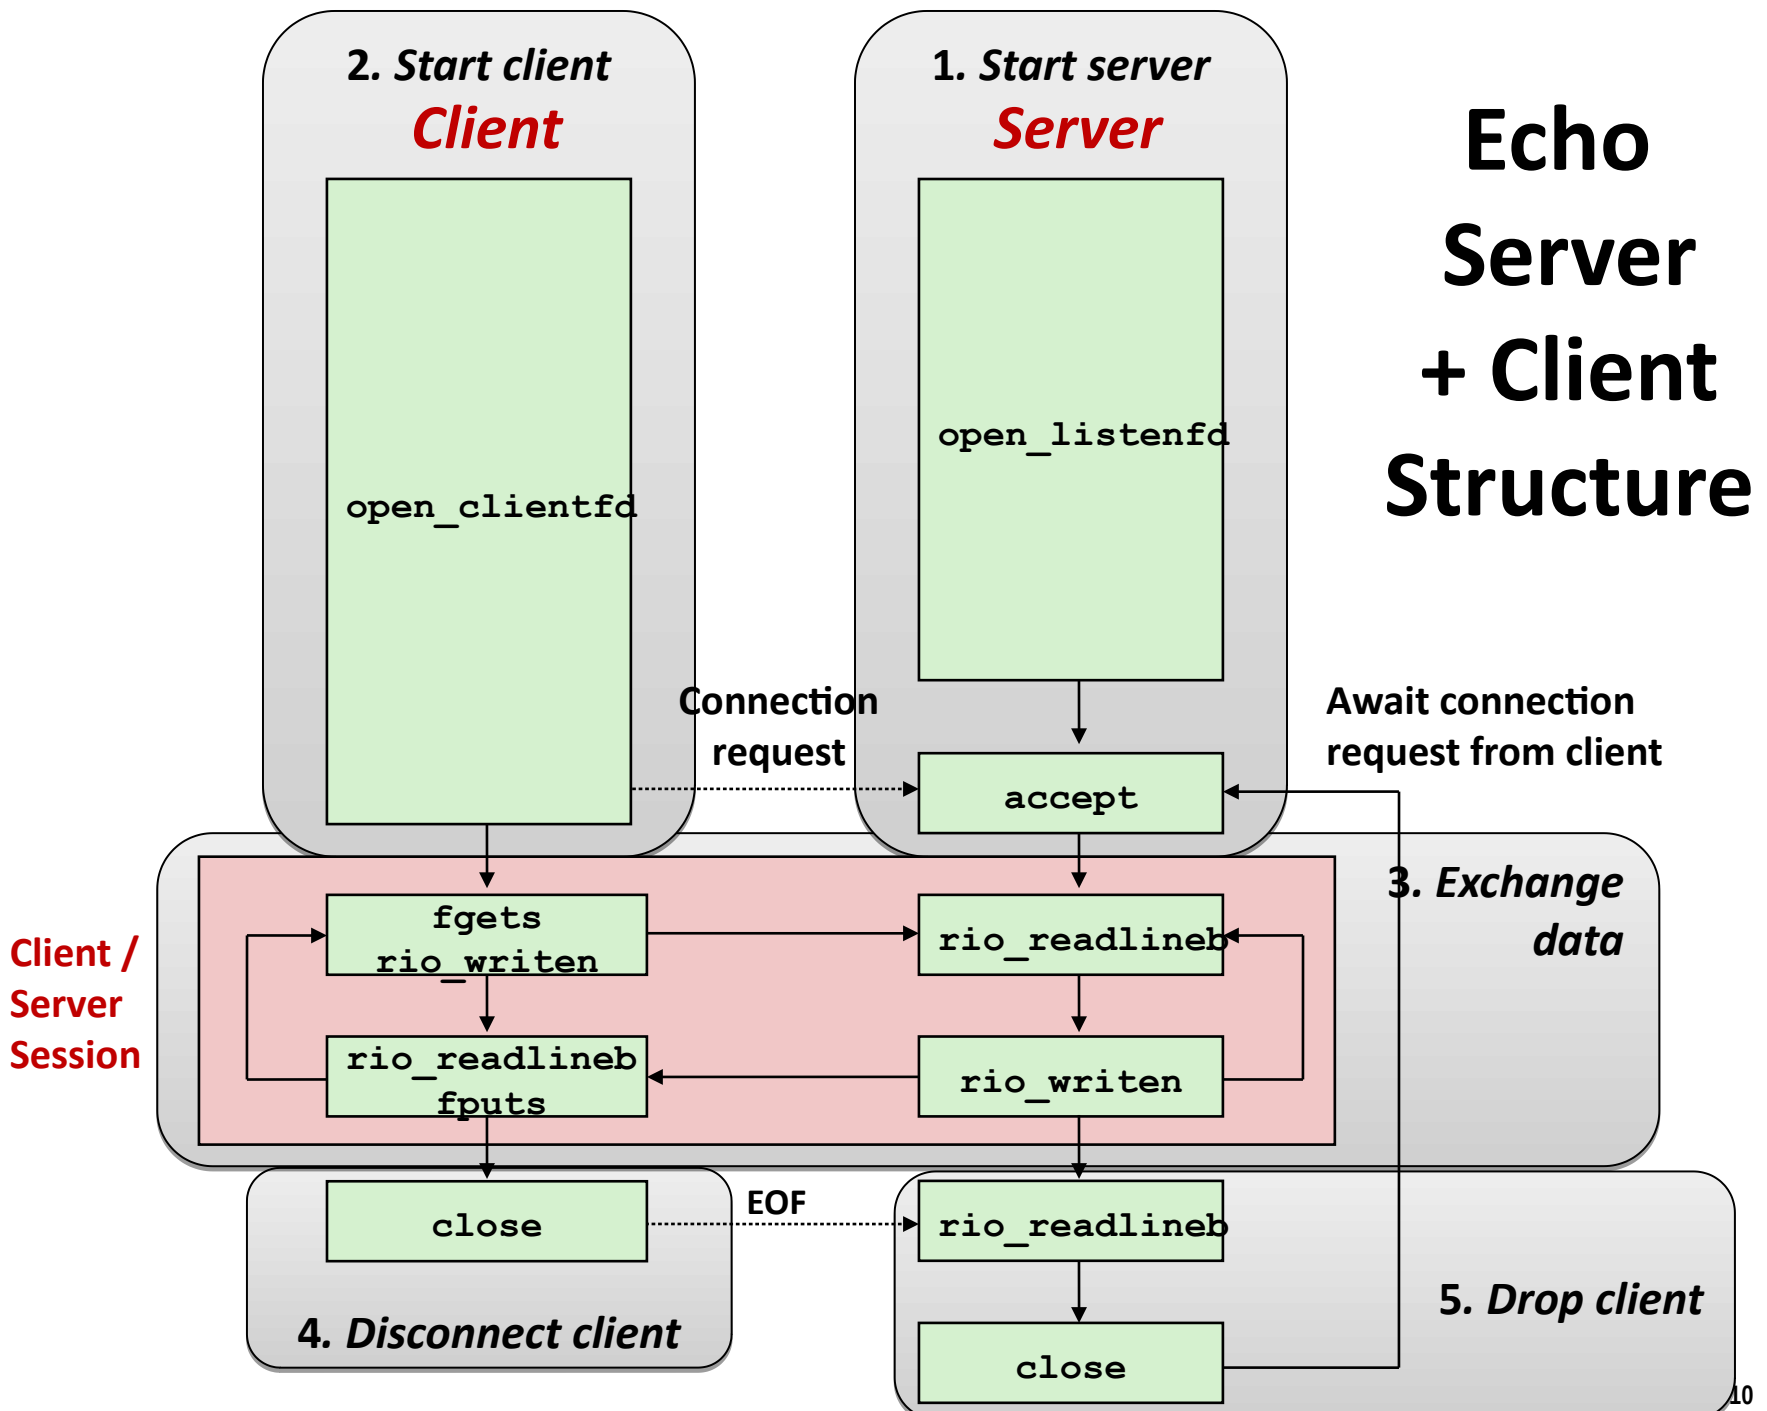 2. Start client
Client
1. Start server
Server
Echo
Server
+ Client
Structure
open_clientfd
open_listenfd
Connection
request
Await connection
request from client
accept
3. Exchange
data
Client /
Server
Session
fgets
rio_writen
rio_readlineb
rio_readlineb
fputs
rio_writen
close
EOF
rio_readlineb
4. Disconnect client
5. Drop client
close
10